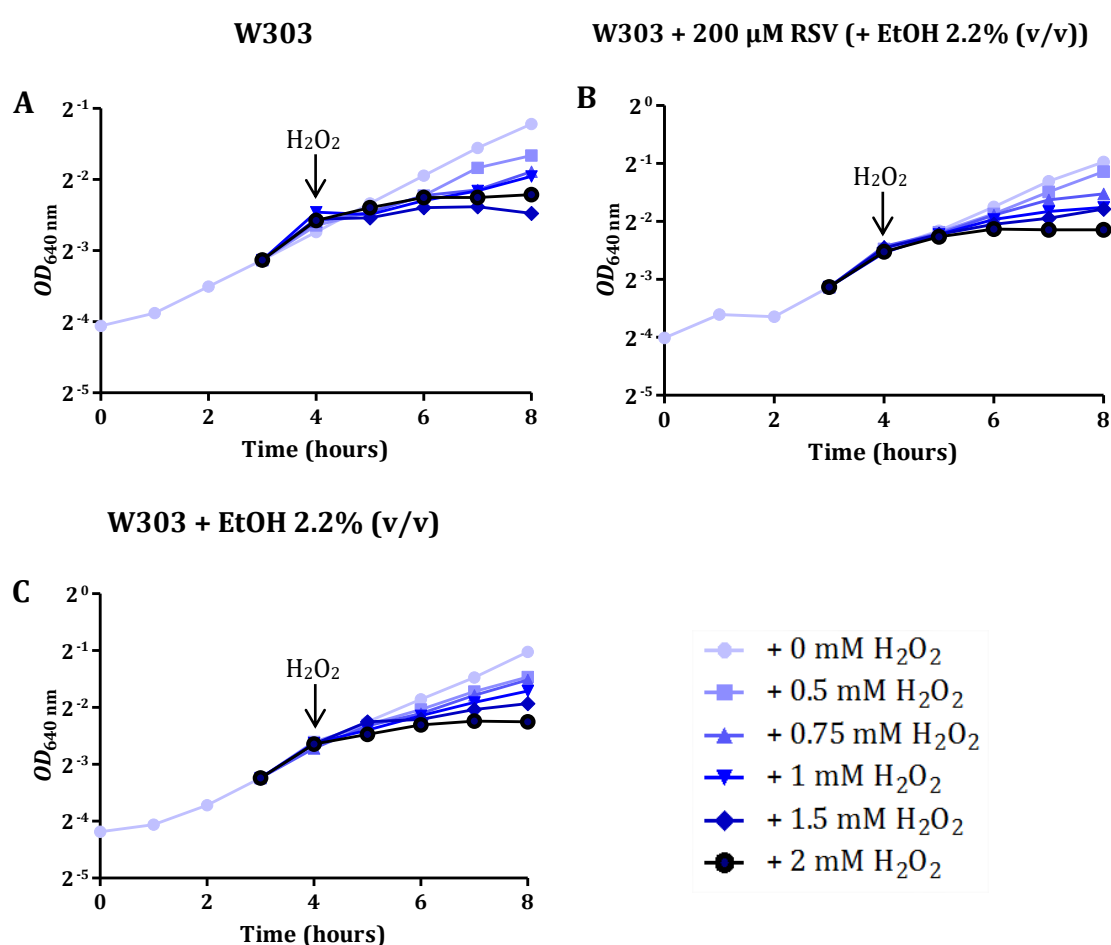 W303
A
H₂O₂
2⁻¹
2⁻²
2⁻³
2⁻⁴
2⁻⁵
OD₆₄₀ nm
0 2 4 6 8
Time (hours)
W303 + 200 µM RSV (+ EtOH 2.2% (v/v))
B
H₂O₂
2⁰
2⁻¹
2⁻²
2⁻³
2⁻⁴
2⁻⁵
OD₆₄₀ nm
0 2 4 6 8
Time (hours)
W303 + EtOH 2.2% (v/v)
C
H₂O₂
2⁰
2⁻¹
2⁻²
2⁻³
2⁻⁴
2⁻⁵
OD₆₄₀ nm
0 2 4 6 8
Time (hours)
+ 0 mM H₂O₂
+ 0.5 mM H₂O₂
+ 0.75 mM H₂O₂
+ 1 mM H₂O₂
+ 1.5 mM H₂O₂
+ 2 mM H₂O₂